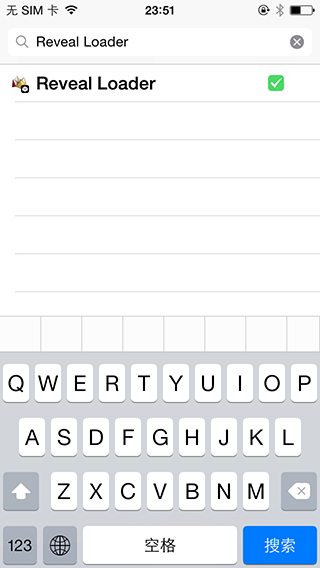 无 SIM 卡 23:51
Reveal Loader
Reveal Loader
Q W E R T Y U I O P
A S D F G H J K L
Z X C V B N M
123 空格 搜索